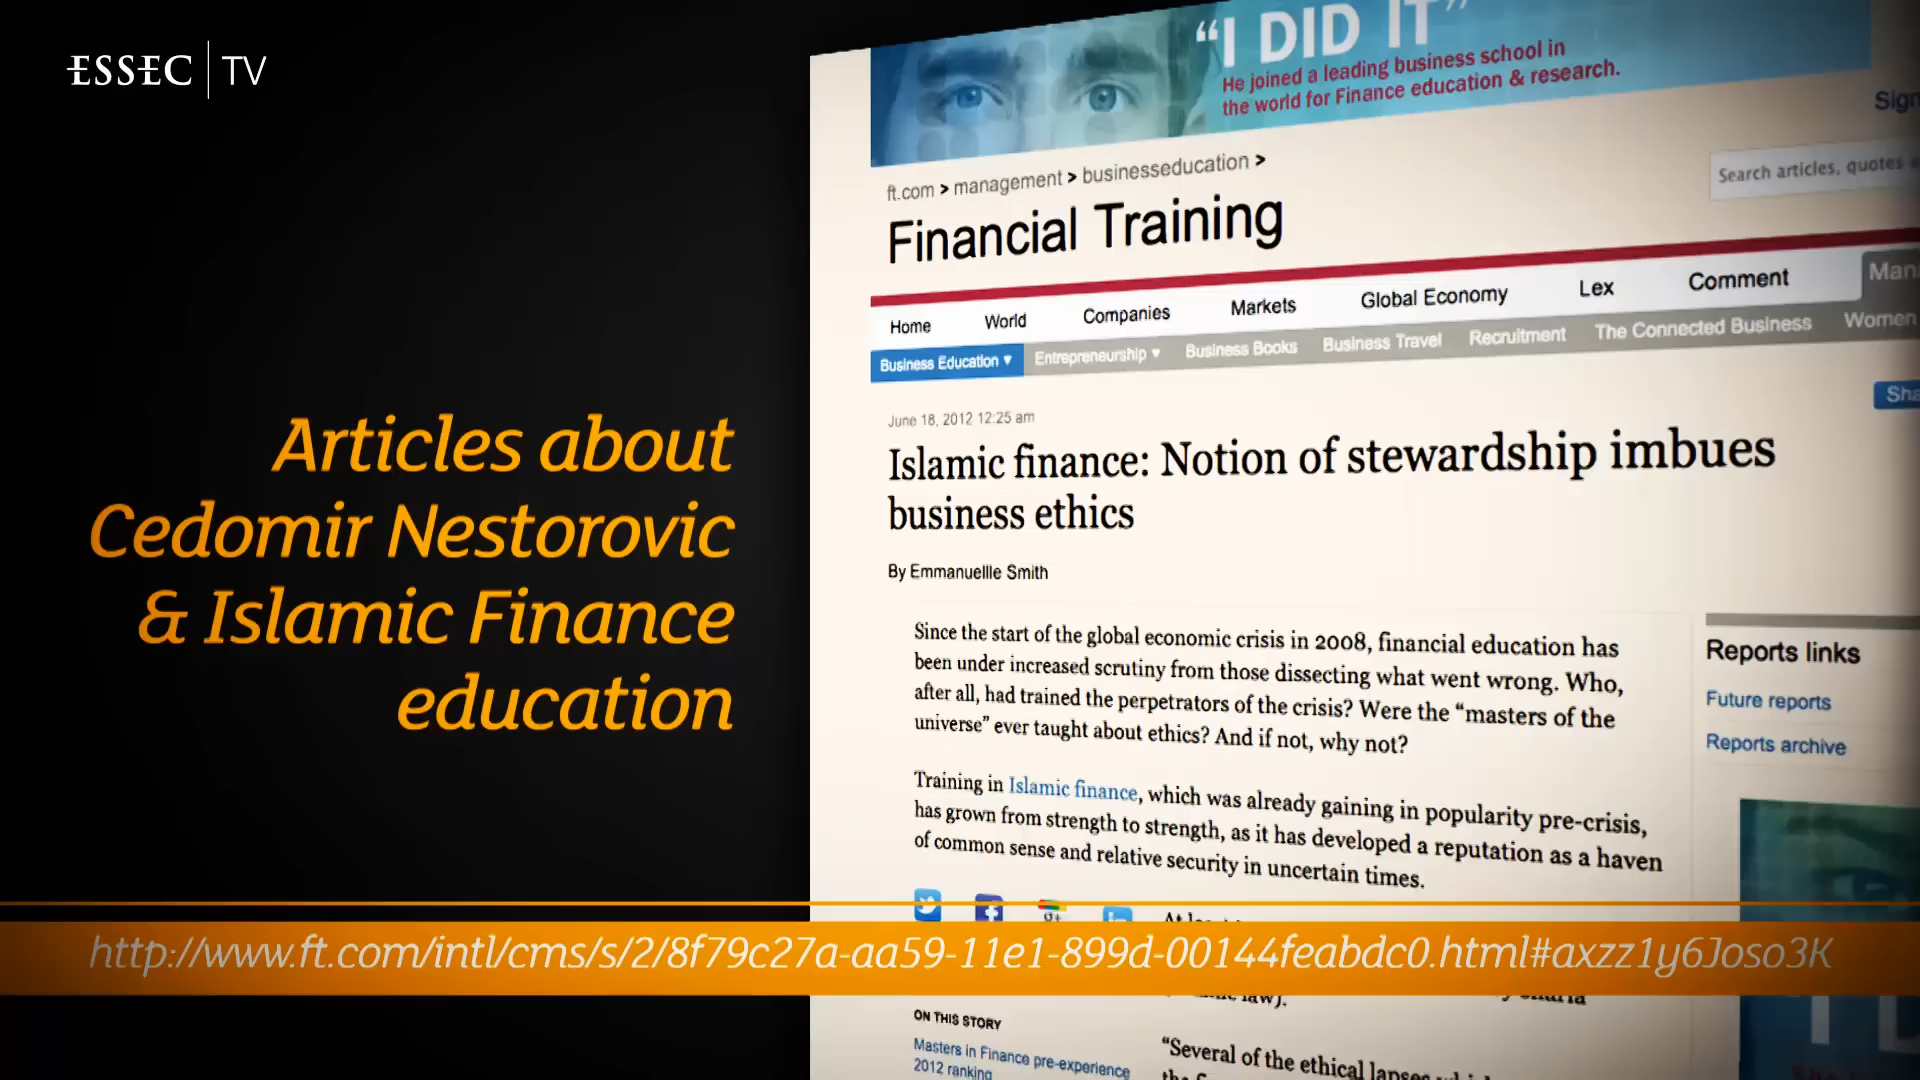 ESSEC | TV
Articles about
Cedomir Nestorovic
& Islamic Finance
education
“I DID IT”
He joined a leading business school in
the world for Finance education & research.
ft.com > management > businesseducation >
Financial Training
Search articles, quotes
Home World Companies Markets Global Economy Lex Comment
Business Education ▾ Entrepreneurship ▾ Business Books Business Travel Recruitment The Connected Business Women
June 18, 2012 12:25 am
Islamic finance: Notion of stewardship imbues
business ethics
By Emmanuellle Smith
Since the start of the global economic crisis in 2008, financial education has
been under increased scrutiny from those dissecting what went wrong. Who,
after all, had trained the perpetrators of the crisis? Were the “masters of the
universe” ever taught about ethics? And if not, why not?
Training in Islamic finance, which was already gaining in popularity pre-crisis,
has grown from strength to strength, as it has developed a reputation as a haven
of common sense and relative security in uncertain times.
Reports links
Future reports
Reports archive
http://www.ft.com/intl/cms/s/2/8f79c27a-aa59-11e1-899d-00144feabdc0.html#axzz1y6Joso3K
law).
ON THIS STORY
Masters in Finance pre-experience
2012 ranking
“Several of the ethical lapses